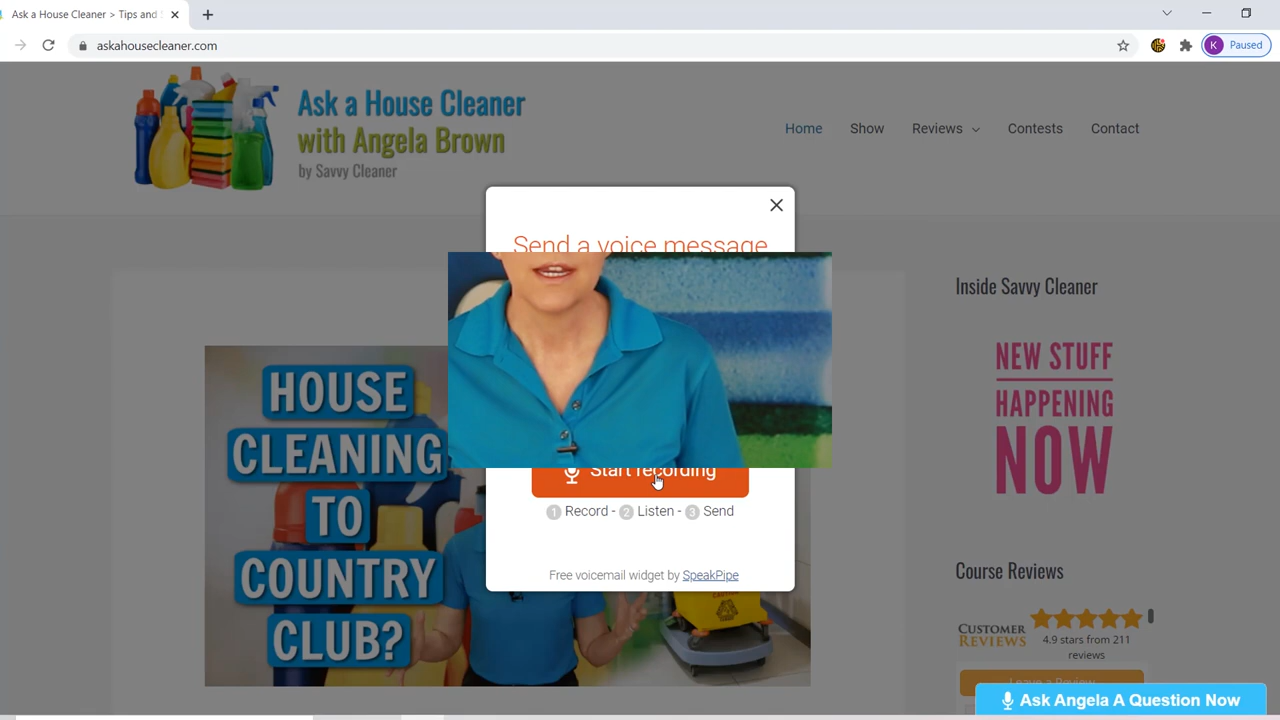 Ask a House Cleaner > Tips and
askahousecleaner.com
K Paused
Ask a House Cleaner
with Angela Brown
by Savvy Cleaner
Home Show Reviews Contests Contact
Send a voice message
Start recording
1 Record - 2 Listen - 3 Send
Free voicemail widget by SpeakPipe
HOUSE
CLEANING
TO
COUNTRY
CLUB?
CAUTION
Inside Savvy Cleaner
NEW STUFF
HAPPENING
NOW
Course Reviews
CUSTOMER
REVIEWS
4.9 stars from 211
reviews
Leave a Review
Ask Angela A Question Now